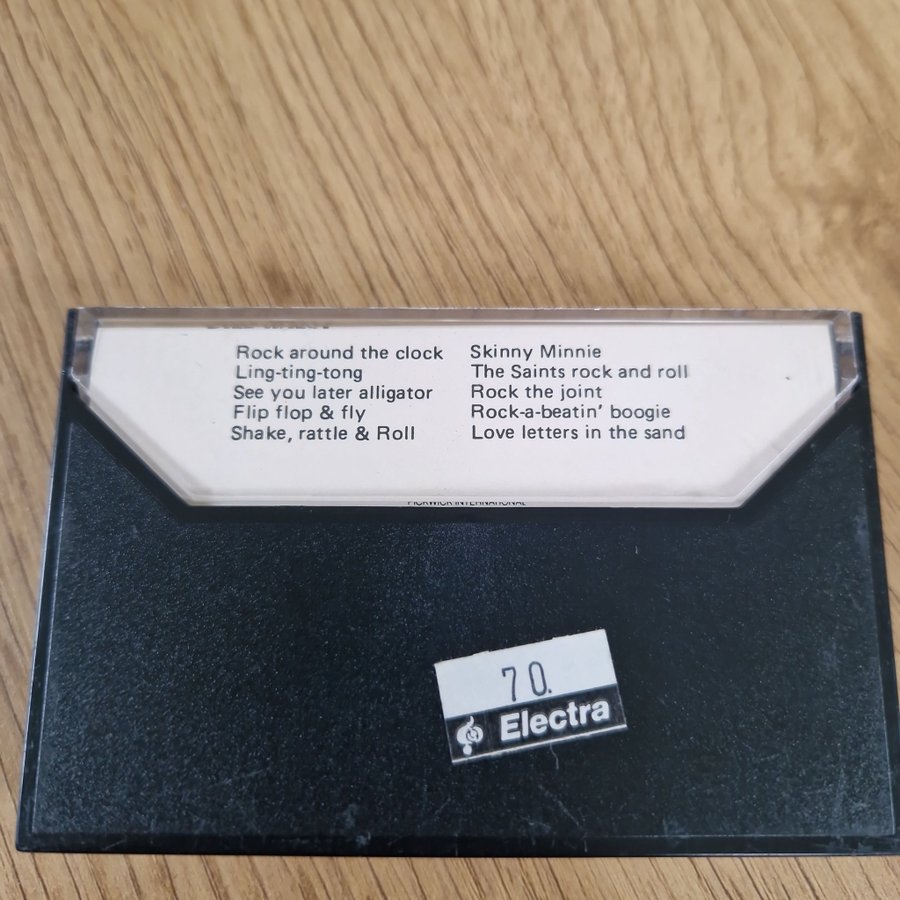 Rock around the clock
Ling-ting-tong
See you later alligator
Flip flop & fly
Shake, rattle & Roll
Skinny Minnie
The Saints rock and roll
Rock the joint
Rock-a-beatin' boogie
Love letters in the sand
PICKWICK INTERNATIONAL
70.
Electra